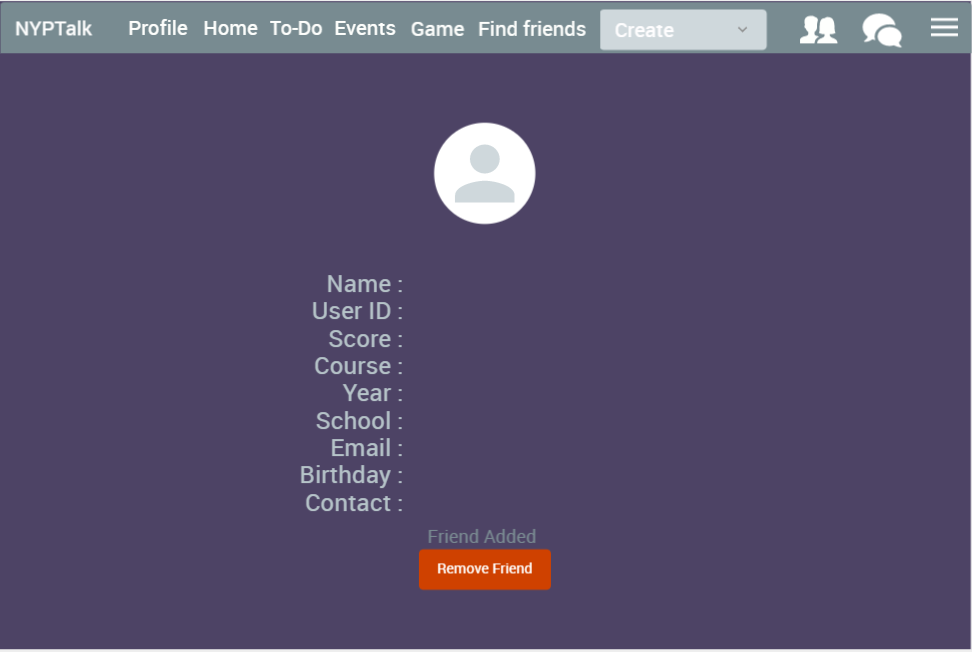 NYPTalk Profile Home To-Do Events Game Find friends Create
Name :
User ID :
Score :
Course :
Year :
School :
Email :
Birthday :
Contact :
Friend Added
Remove Friend